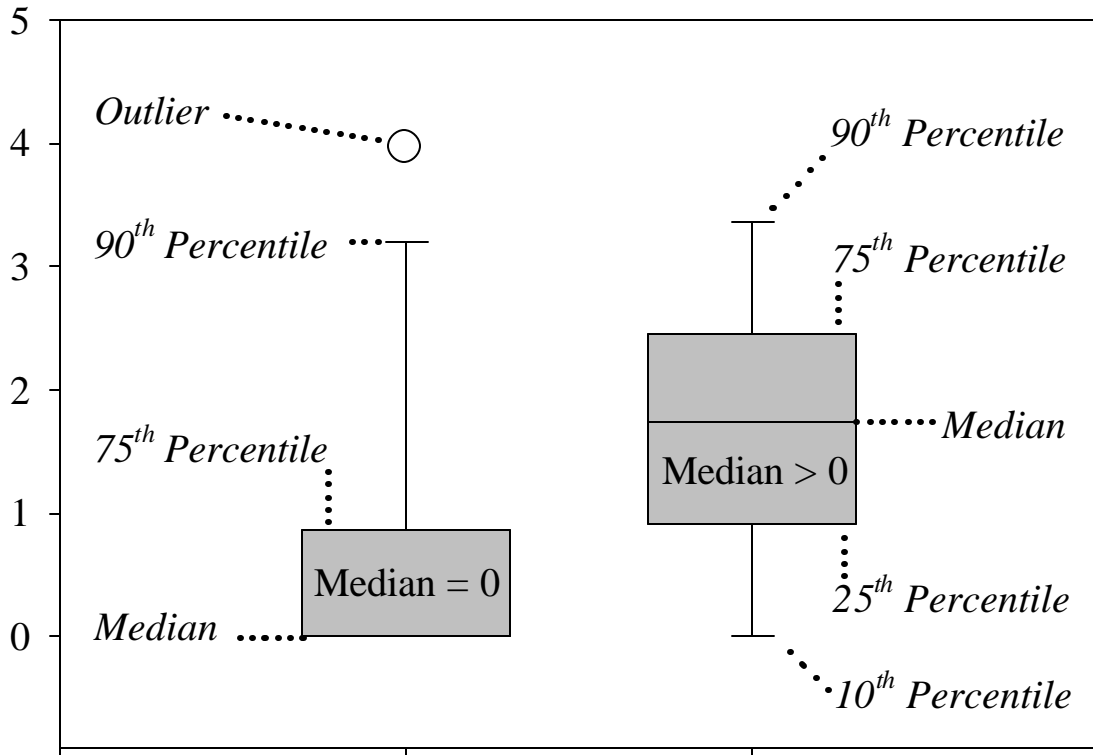 5
Outlier
4
90th Percentile
90th Percentile
3
75th Percentile
2
75th Percentile
Median
Median > 0
1
Median = 0
25th Percentile
Median
0
10th Percentile